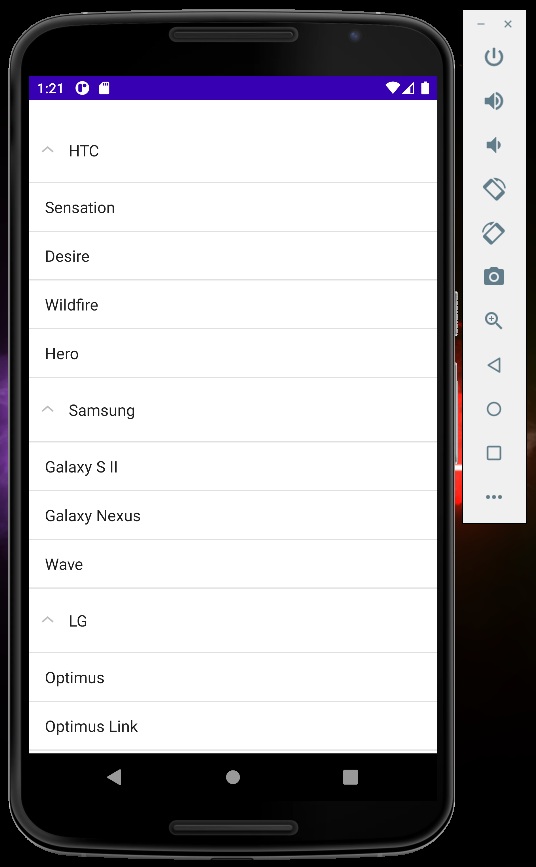 1:21
HTC
Sensation
Desire
Wildfire
Hero
Samsung
Galaxy S II
Galaxy Nexus
Wave
LG
Optimus
Optimus Link